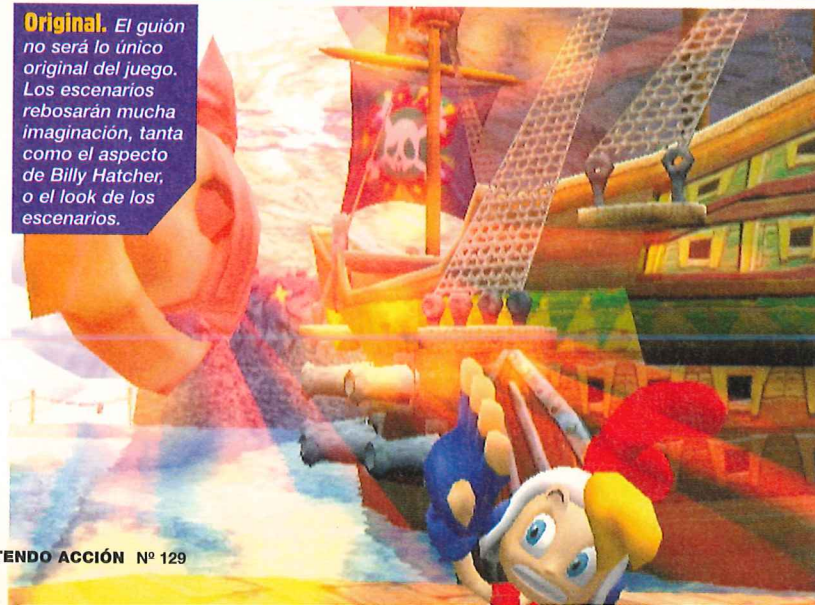 Original. El guión
no será lo único
original del juego.
Los escenarios
rebosarán mucha
imaginación, tanta
como el aspecto
de Billy Hatcher,
o el look de los
escenarios.
TENDO ACCIÓN Nº 129